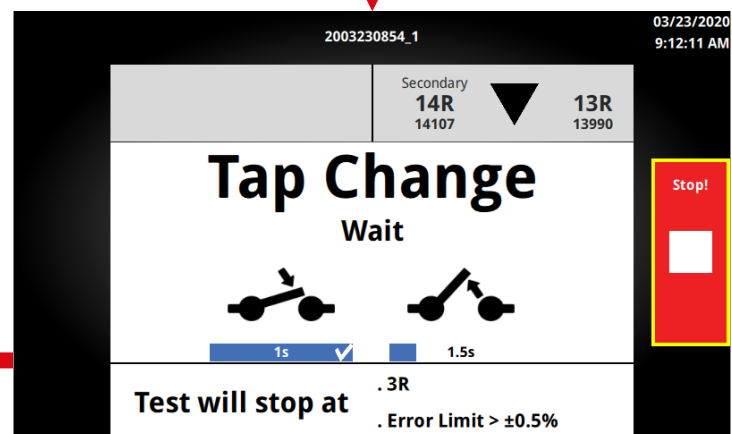 2003230854_1
03/23/2020
9:12:11 AM
Secondary
14R
14107
13R
13990
Tap Change
Wait
Stop!
1s
1.5s
Test will stop at
. 3R
. Error Limit > ±0.5%